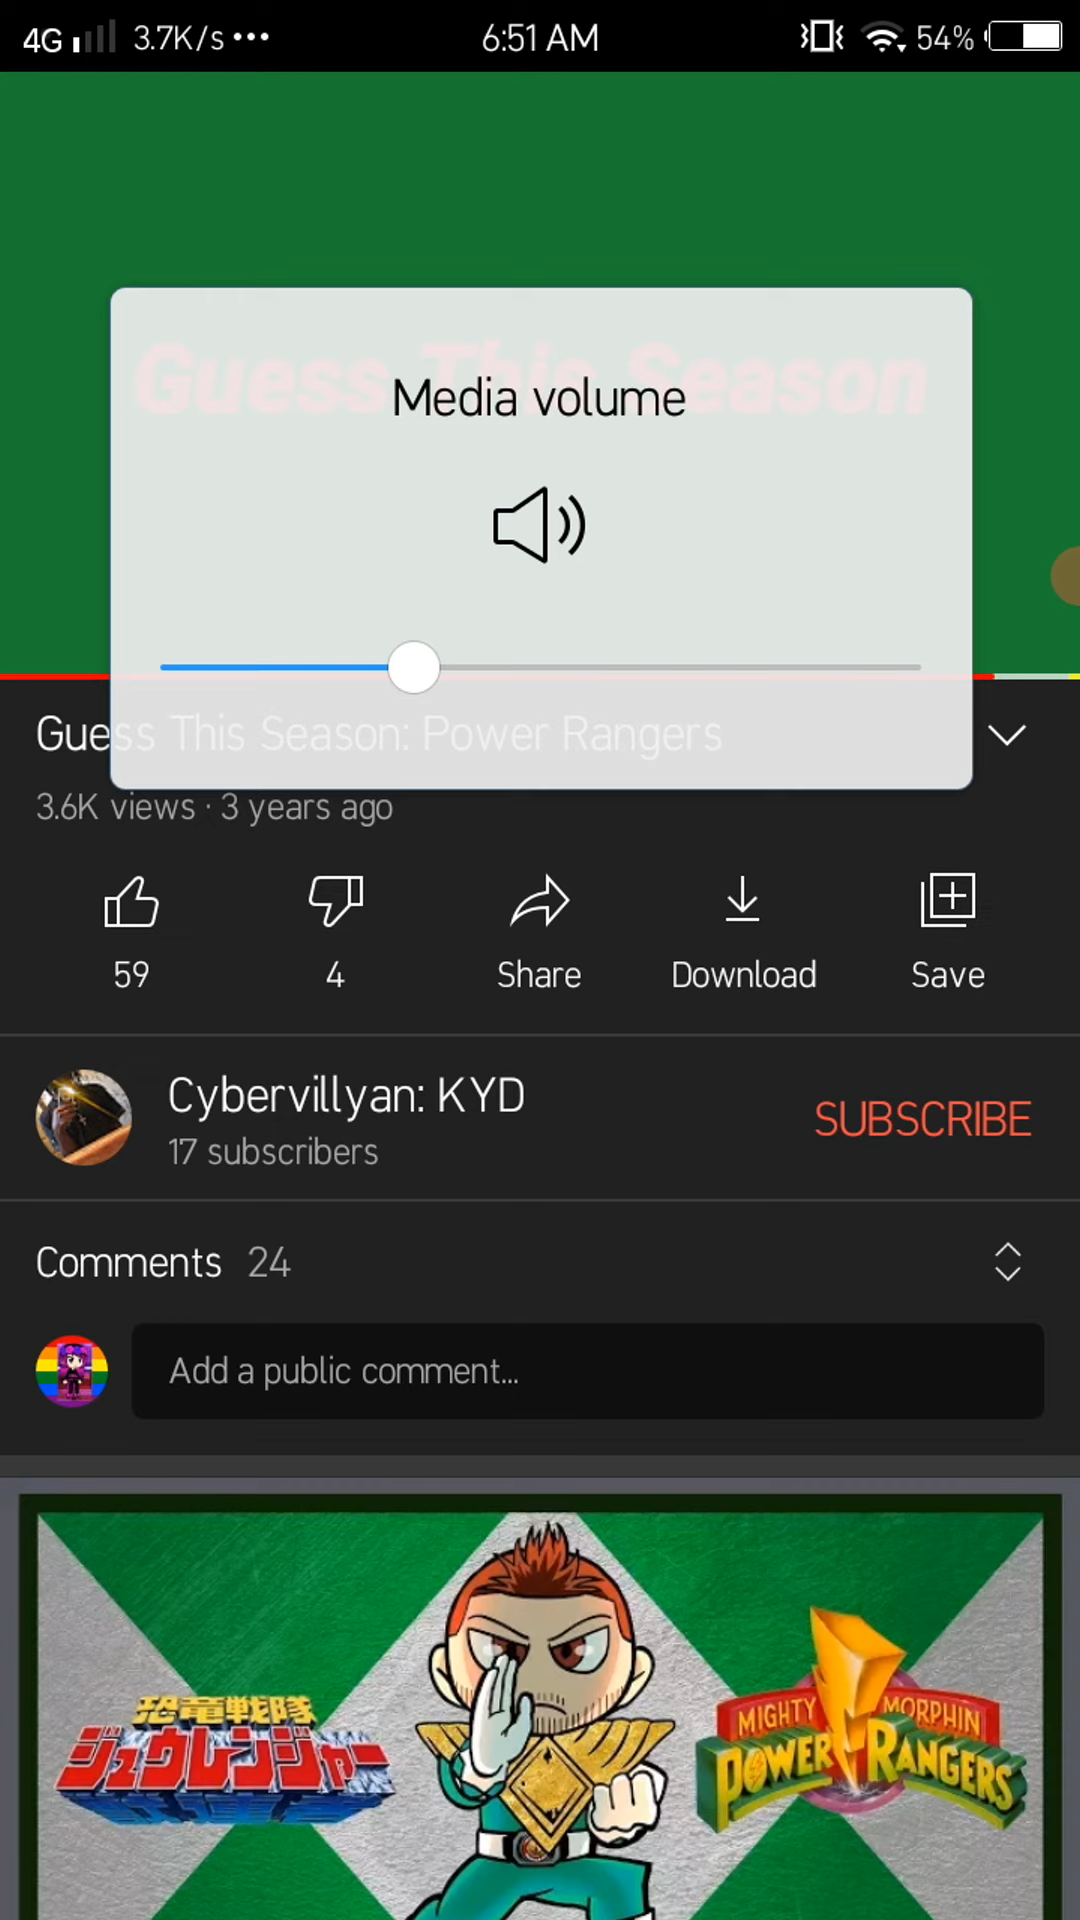 4G 3.7K/s ••• 6:51 AM 54%
Guess This Season
Media volume
Guess This Season: Power Rangers
3.6K views · 3 years ago
59
4
Share
Download
Save
Cybervillyan: KYD
17 subscribers
SUBSCRIBE
Comments 24
Add a public comment...
恐竜戦隊
ジュウレンジャー
MIGHTY MORPHIN
POWER RANGERS